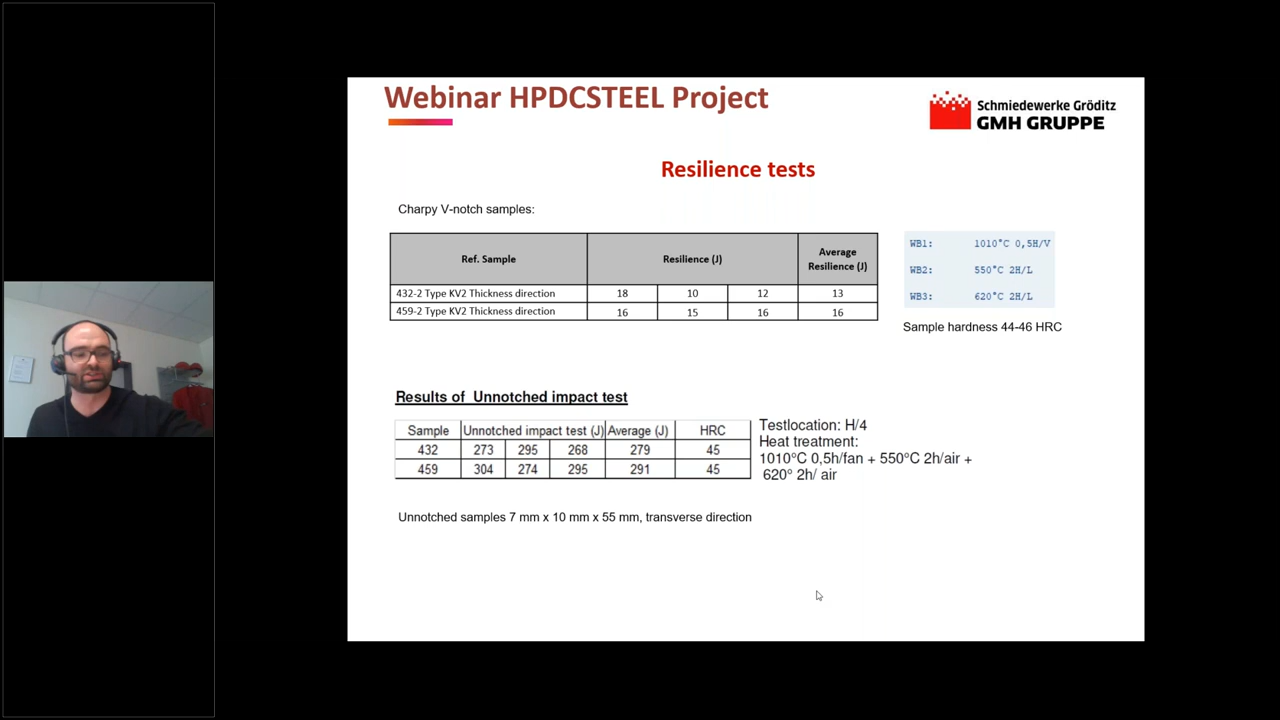 Webinar HPDCSTEEL Project
Schmiedewerke Gröditz
GMH GRUPPE
Resilience tests
Charpy V-notch samples:
Ref. Sample Resilience (J) Average Resilience (J)
432-2 Type KV2 Thickness direction 18 10 12 13
459-2 Type KV2 Thickness direction 16 15 16 16
WB1: 1010°C 0,5H/V
WB2: 550°C 2H/L
WB3: 620°C 2H/L
Sample hardness 44-46 HRC
Results of Unnotched impact test
Sample Unnotched impact test (J) Average (J) HRC
432 273 295 268 279 45
459 304 274 295 291 45
Testlocation: H/4
Heat treatment:
1010°C 0,5h/fan + 550°C 2h/air +
620° 2h/ air
Unnotched samples 7 mm x 10 mm x 55 mm, transverse direction